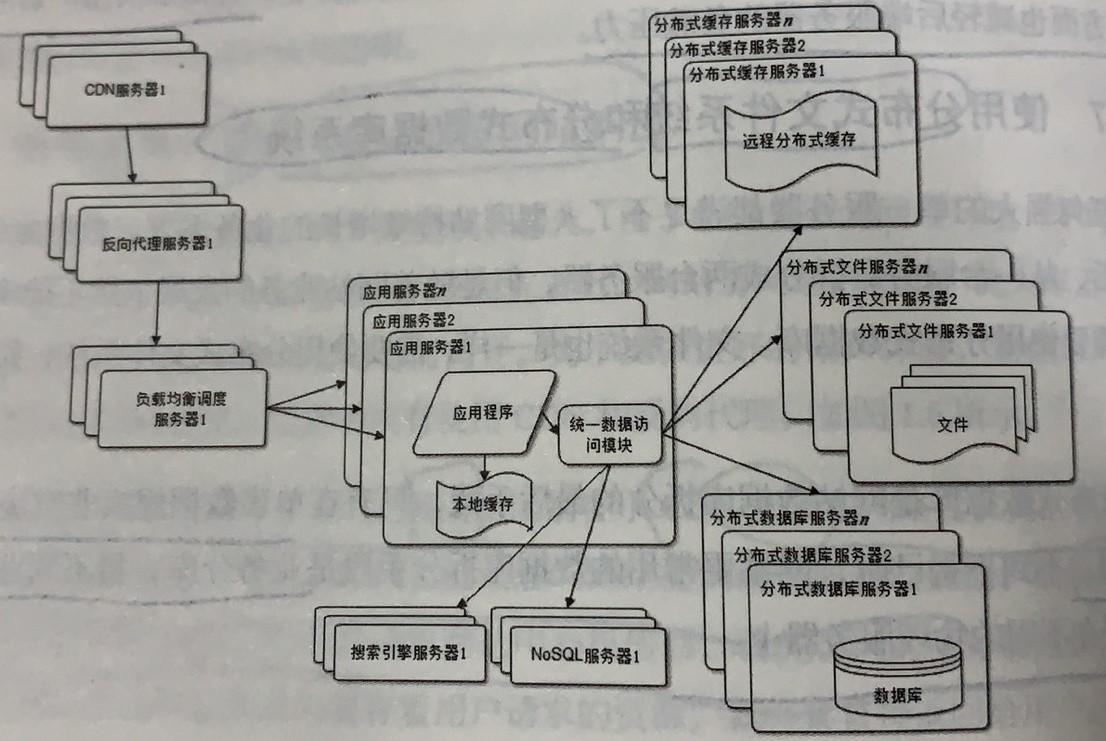 CDN服务器1
反向代理服务器1
负载均衡调度
服务器1
应用服务器n
应用服务器2
应用服务器1
应用程序
本地缓存
统一数据访
问模块
搜索引擎服务器1
NoSQL服务器1
分布式缓存服务器n
分布式缓存服务器2
分布式缓存服务器1
远程分布式缓存
分布式文件服务器n
分布式文件服务器2
分布式文件服务器1
文件
分布式数据库服务器n
分布式数据库服务器2
分布式数据库服务器1
数据库